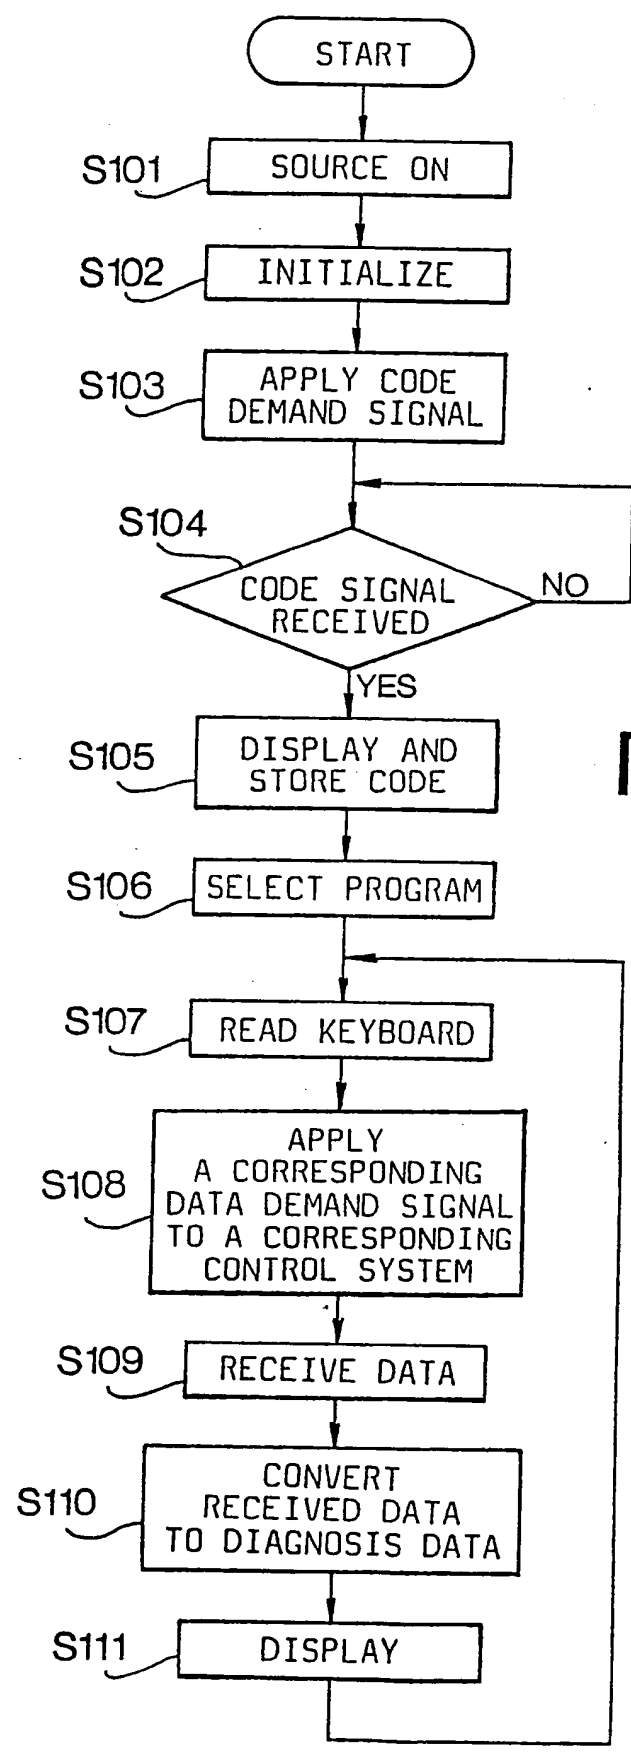 START
S101
SOURCE ON
S102
INITIALIZE
S103
APPLY CODE
DEMAND SIGNAL
S104
CODE SIGNAL
RECEIVED
NO
YES
S105
DISPLAY AND
STORE CODE
S106
SELECT PROGRAM
S107
READ KEYBOARD
S108
APPLY
A CORRESPONDING
DATA DEMAND SIGNAL
TO A CORRESPONDING
CONTROL SYSTEM
S109
RECEIVE DATA
S110
CONVERT
RECEIVED DATA
TO DIAGNOSIS DATA
S111
DISPLAY